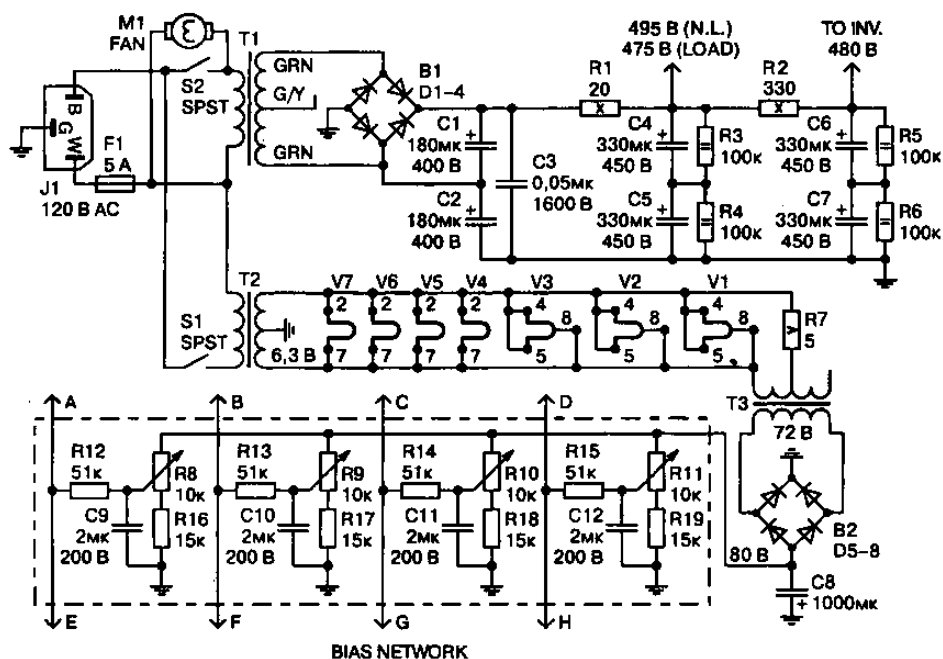 M1
FAN
T1
495 В (N.L.)
475 В (LOAD)
TO INV.
480 В
GRN
G/Y
GRN
B1
D1–4
S2
SPST
R1
20
R2
330
B
G
W
F1
5 A
J1
120 В AC
C1
180мк
400 В
C2
180мк
400 В
C3
0,05мк
1600 В
C4
330мк
450 В
R3
100к
C6
330мк
450 В
R5
100к
C5
330мк
450 В
R4
100к
C7
330мк
450 В
R6
100к
T2
S1
SPST
6,3 В
V7
V6
V5
V4
V3
V2
V1
2
2
2
2
4
4
4
8
8
8
7
7
7
7
5
5
5
R7
5
T3
72 В
B2
D5–8
80 В
C8
1000мк
A
B
C
D
R12
51к
R8
10к
R13
51к
R9
10к
R14
51к
R10
10к
R15
51к
R11
10к
C9
2мк
200 В
R16
15к
C10
2мк
200 В
R17
15к
C11
2мк
200 В
R18
15к
C12
2мк
200 В
R19
15к
E
F
G
H
BIAS NETWORK